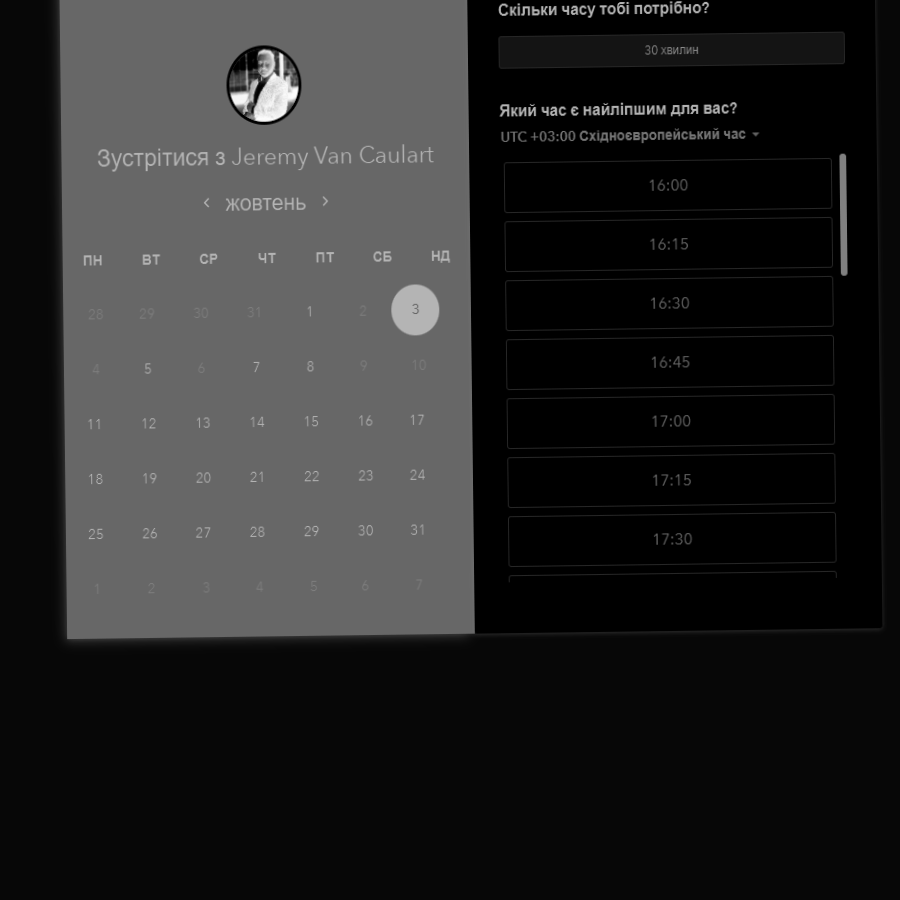 Зустрітися з Jeremy Van Caulart
‹ жовтень ›
ПН ВТ СР ЧТ ПТ СБ НД
28 29 30 31 1 2 3
4 5 6 7 8 9 10
11 12 13 14 15 16 17
18 19 20 21 22 23 24
25 26 27 28 29 30 31
1 2 3 4 5 6 7
Скільки часу тобі потрібно?
30 хвилин
Який час є найліпшим для вас?
UTC +03:00 Східноєвропейський час
16:00
16:15
16:30
16:45
17:00
17:15
17:30